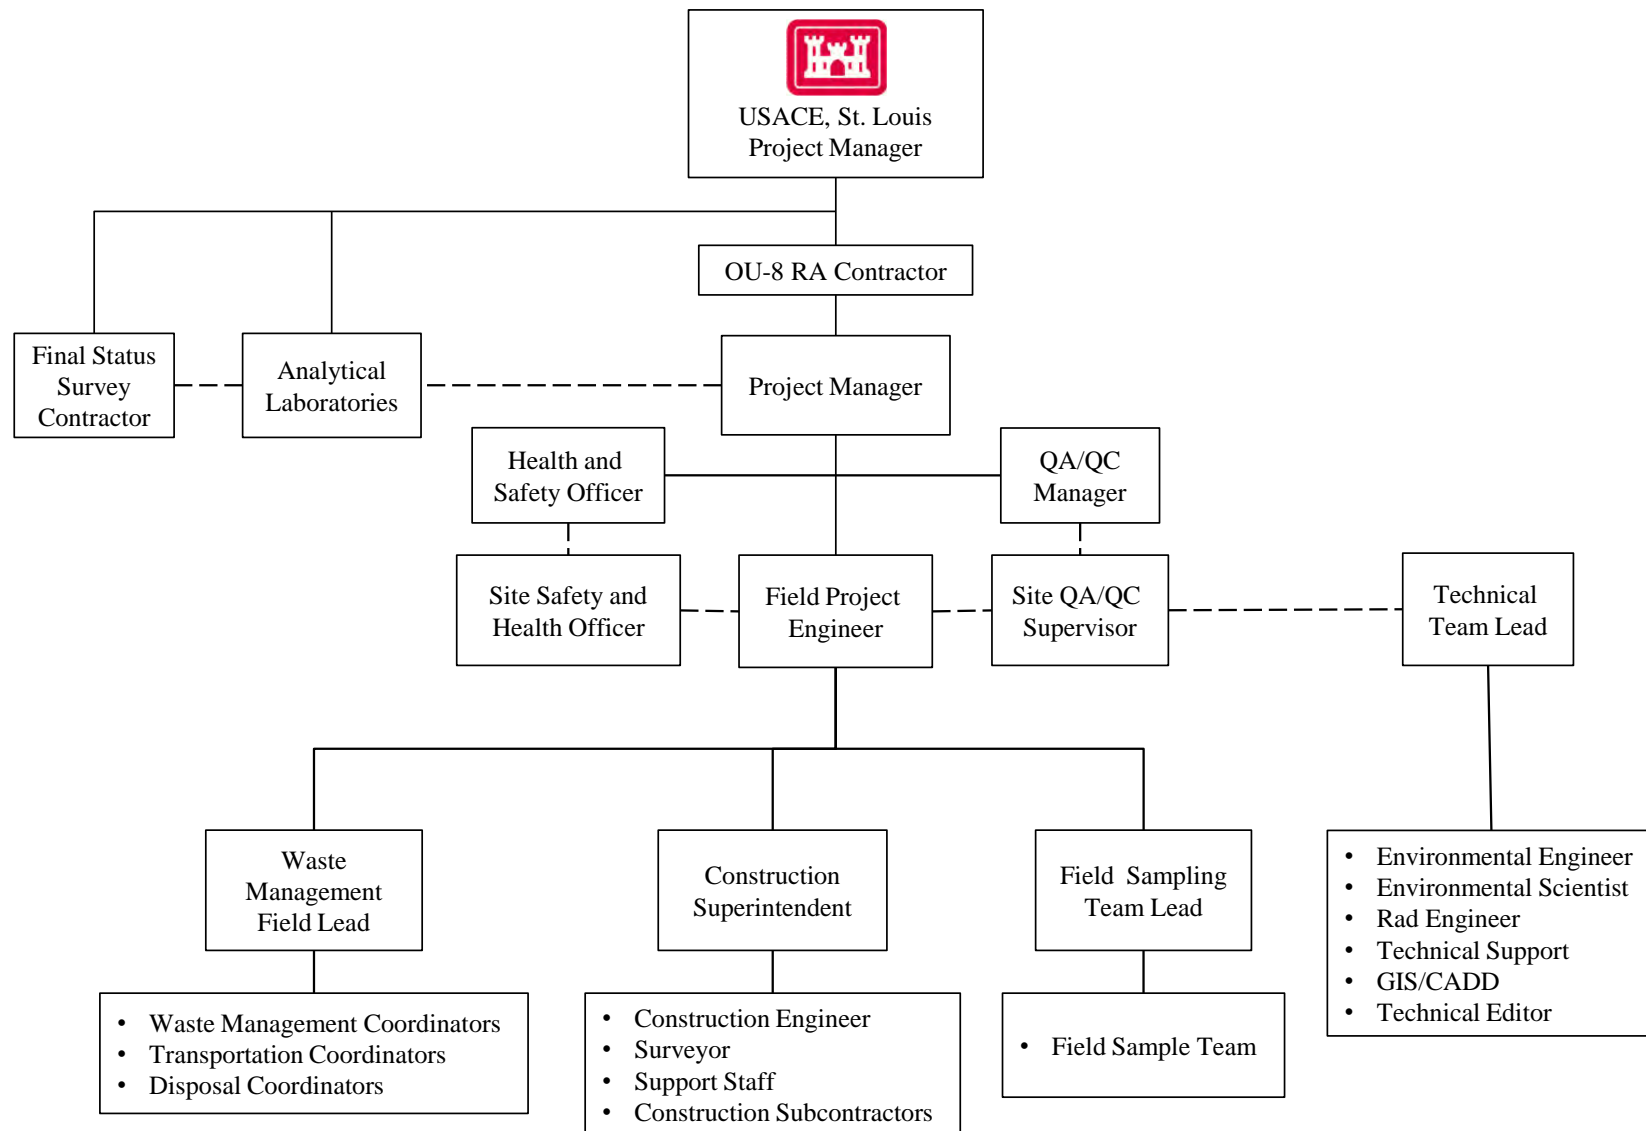 USACE, St. Louis
Project Manager
OU-8 RA Contractor
Final Status
Survey
Contractor
Analytical
Laboratories
Project Manager
Health and
Safety Officer
QA/QC
Manager
Site Safety and
Health Officer
Field Project
Engineer
Site QA/QC
Supervisor
Technical
Team Lead
Waste
Management
Field Lead
Construction
Superintendent
Field Sampling
Team Lead
• Environmental Engineer
• Environmental Scientist
• Rad Engineer
• Technical Support
• GIS/CADD
• Technical Editor
• Waste Management Coordinators
• Transportation Coordinators
• Disposal Coordinators
• Construction Engineer
• Surveyor
• Support Staff
• Construction Subcontractors
• Field Sample Team